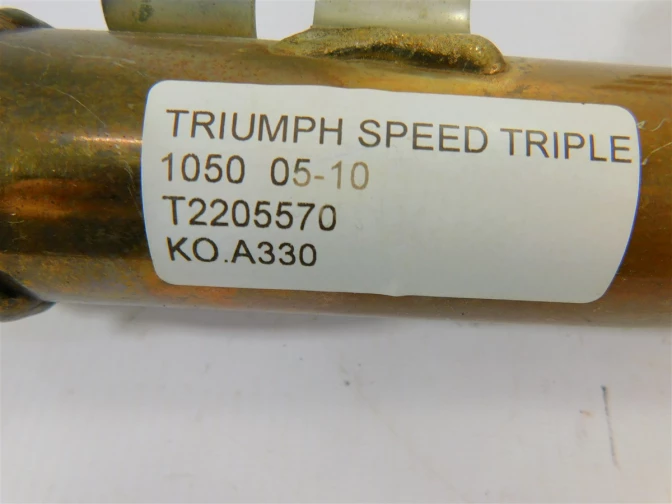 TRIUMPH SPEED TRIPLE
1050 05-10
T2205570
KO.A330